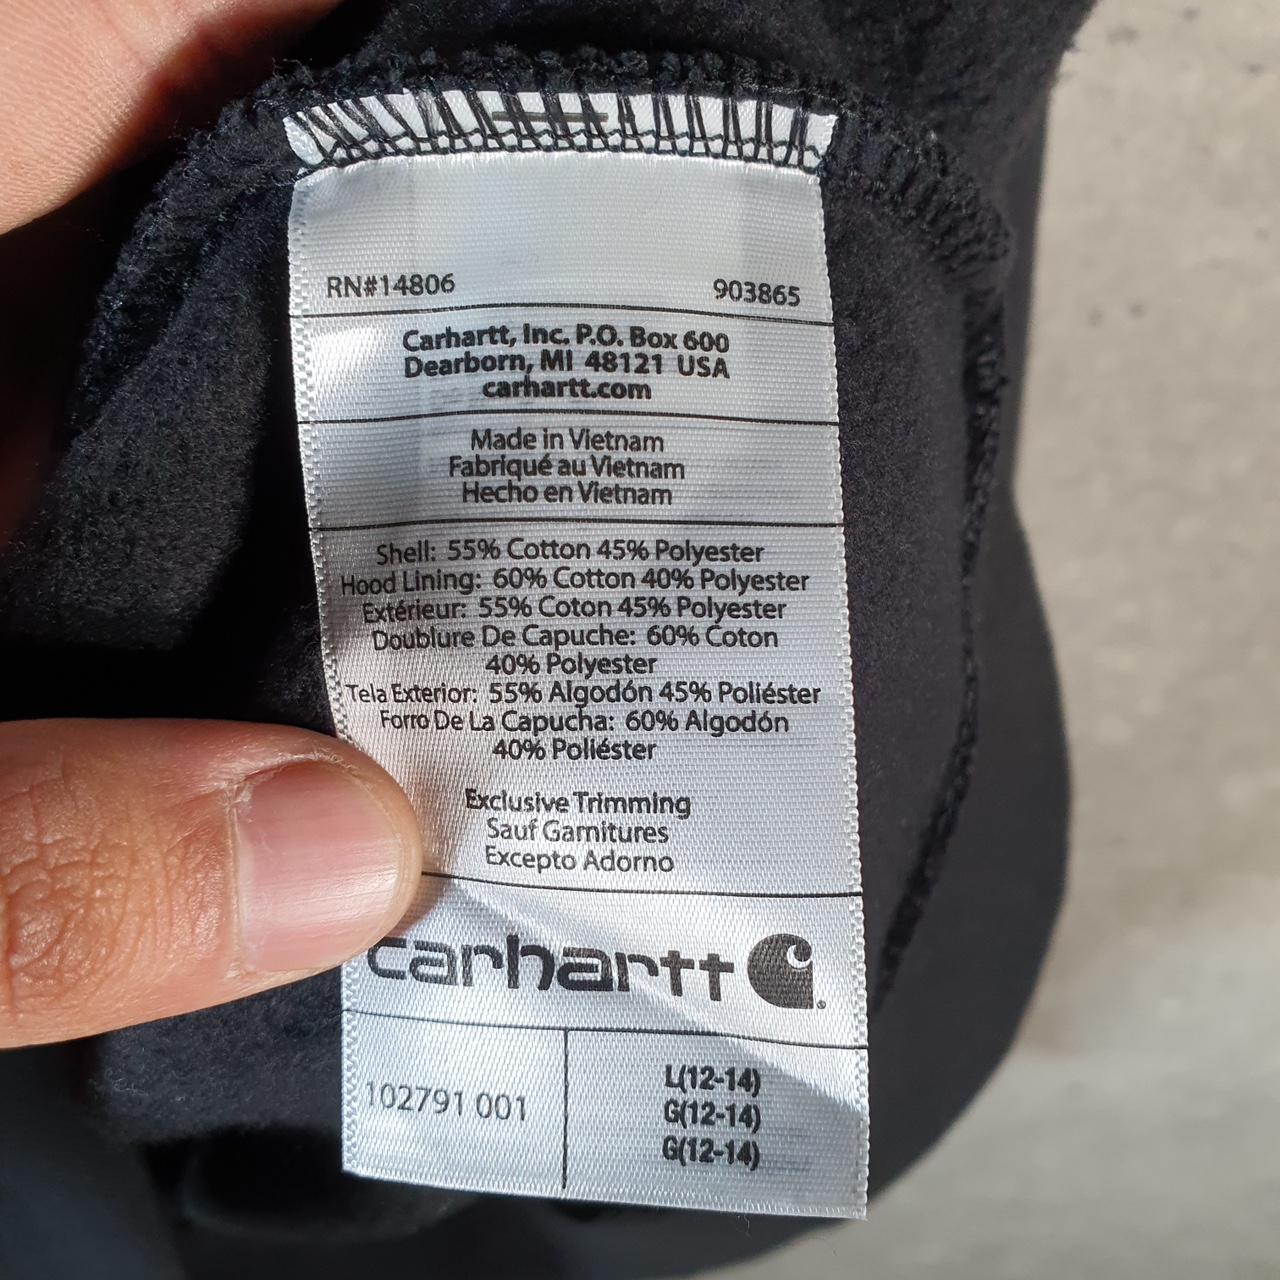 RN#14806 903865
Carhartt, Inc. P.O. Box 600
Dearborn, MI 48121 USA
carhartt.com
Made in Vietnam
Fabriqué au Vietnam
Hecho en Vietnam
Shell: 55% Cotton 45% Polyester
Hood Lining: 60% Cotton 40% Polyester
Extérieur: 55% Coton 45% Polyester
Doublure De Capuche: 60% Coton
40% Polyester
Tela Exterior: 55% Algodón 45% Poliéster
Forro De La Capucha: 60% Algodón
40% Poliéster
Exclusive Trimming
Sauf Garnitures
Excepto Adorno
carhartt
102791 001
L(12-14)
G(12-14)
G(12-14)